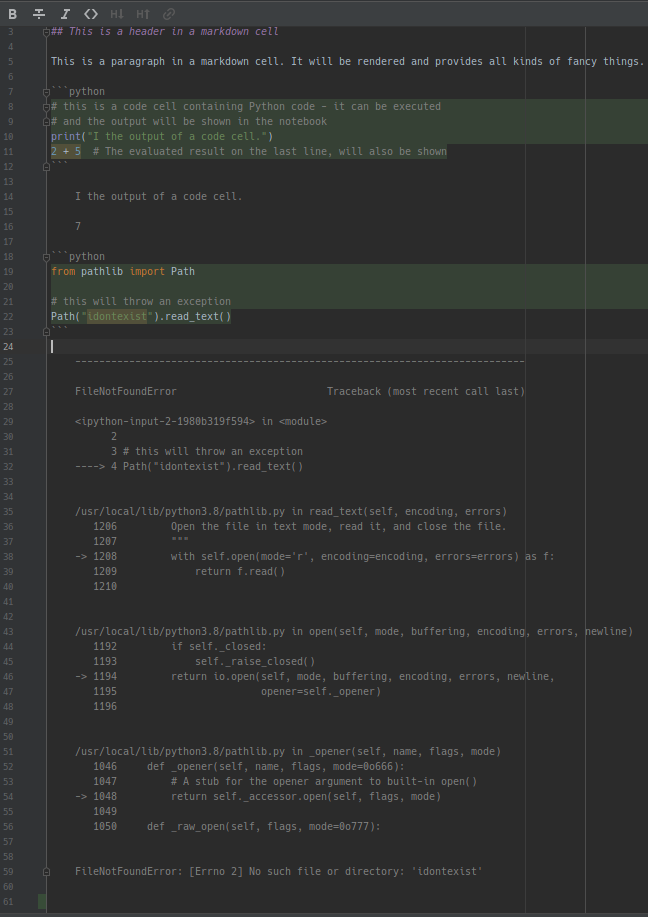 B I <> H↓ H↑
3 ## This is a header in a markdown cell
4
5 This is a paragraph in a markdown cell. It will be rendered and provides all kinds of fancy things.
6
7 ```python
8 # this is a code cell containing Python code - it can be executed
9 # and the output will be shown in the notebook
10 print("I the output of a code cell.")
11 2 + 5  # The evaluated result on the last line, will also be shown
12 ```
13
14     I the output of a code cell.
15
16     7
17
18 ```python
19 from pathlib import Path
20
21 # this will throw an exception
22 Path("idontexist").read_text()
23 ```
24
25     ---------------------------------------------------------------------------
26
27     FileNotFoundError                         Traceback (most recent call last)
28
29     <ipython-input-2-1980b319f594> in <module>
30           2
31           3 # this will throw an exception
32     ----> 4 Path("idontexist").read_text()
33
34
35     /usr/local/lib/python3.8/pathlib.py in read_text(self, encoding, errors)
36        1206         Open the file in text mode, read it, and close the file.
37        1207         """
38     -> 1208         with self.open(mode='r', encoding=encoding, errors=errors) as f:
39        1209             return f.read()
40        1210
41
42
43     /usr/local/lib/python3.8/pathlib.py in open(self, mode, buffering, encoding, errors, newline)
44        1192         if self._closed:
45        1193             self._raise_closed()
46     -> 1194         return io.open(self, mode, buffering, encoding, errors, newline,
47        1195                        opener=self._opener)
48        1196
49
50
51     /usr/local/lib/python3.8/pathlib.py in _opener(self, name, flags, mode)
52        1046     def _opener(self, name, flags, mode=0o666):
53        1047         # A stub for the opener argument to built-in open()
54     -> 1048         return self._accessor.open(self, flags, mode)
55        1049
56        1050     def _raw_open(self, flags, mode=0o777):
57
58
59     FileNotFoundError: [Errno 2] No such file or directory: 'idontexist'
60
61